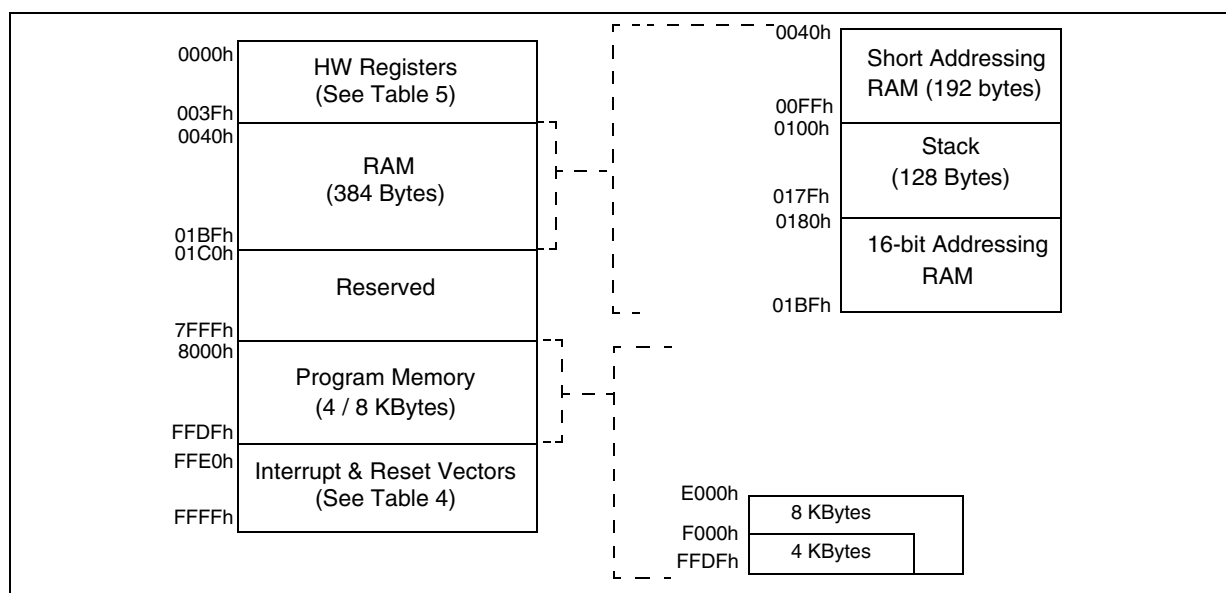 0000h
HW Registers
(See Table 5)
003Fh
0040h
RAM
(384 Bytes)
01BFh
01C0h
Reserved
7FFFh
8000h
Program Memory
(4 / 8 KBytes)
FFDFh
FFE0h
Interrupt & Reset Vectors
(See Table 4)
FFFFh
0040h
Short Addressing
RAM (192 bytes)
00FFh
0100h
Stack
(128 Bytes)
017Fh
0180h
16-bit Addressing
RAM
01BFh
E000h
8 KBytes
F000h
4 KBytes
FFDFh